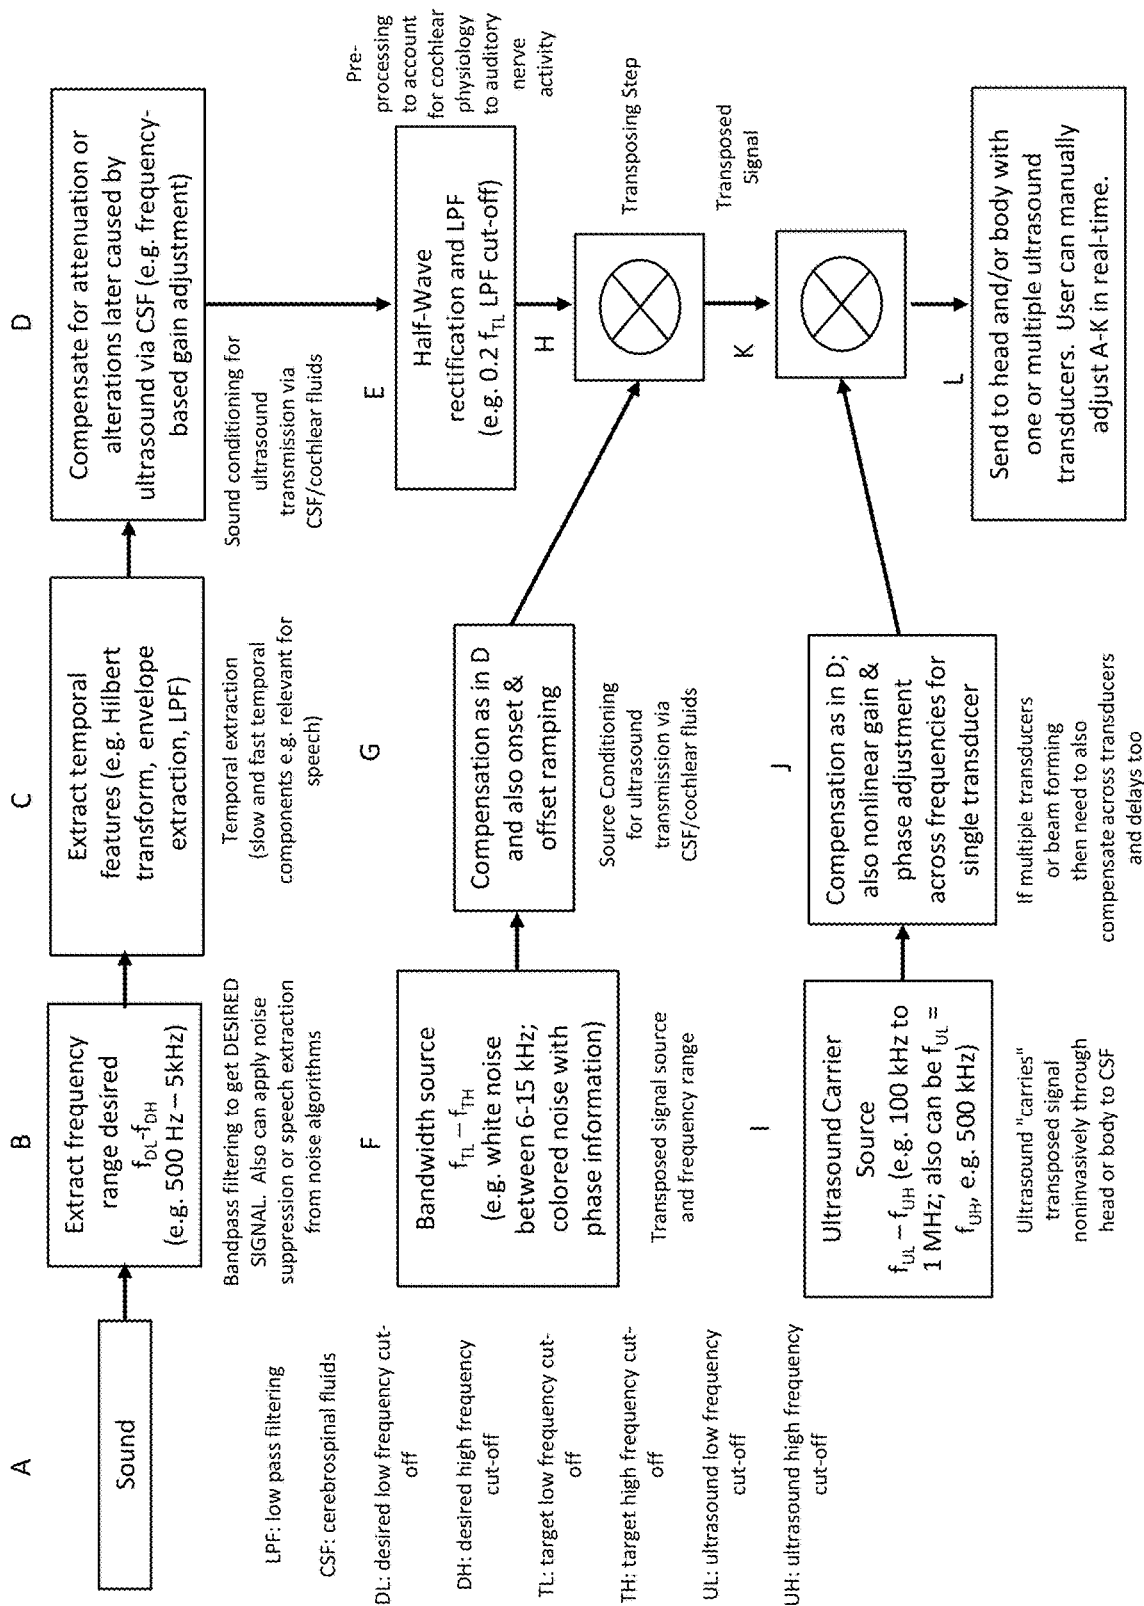 A
Sound
B
Extract frequency
range desired
f_DL-f_DH
(e.g. 500 Hz – 5kHz)
Bandpass filtering to get DESIRED
SIGNAL. Also can apply noise
suppression or speech extraction
from noise algorithms
C
Extract temporal
features (e.g. Hilbert
transform, envelope
extraction, LPF)
Temporal extraction
(slow and fast temporal
components e.g. relevant for
speech)
D
Compensate for attenuation or
alterations later caused by
ultrasound via CSF (e.g. frequency-
based gain adjustment)
Sound conditioning for
ultrasound
transmission via
CSF/cochlear fluids
LPF: low pass filtering
CSF: cerebrospinal fluids
DL: desired low frequency cut-
off
DH: desired high frequency
cut-off
TL: target low frequency cut-
off
TH: target high frequency cut-
off
UL: ultrasound low frequency
cut-off
UH: ultrasound high frequency
cut-off
E
Half-Wave
rectification and LPF
(e.g. 0.2 f_TL LPF cut-off)
Pre-
processing
to account
for cochlear
physiology
to auditory
nerve
activity
F
Bandwidth source
f_TL – f_TH
(e.g. white noise
between 6-15 kHz;
colored noise with
phase information)
Transposed signal source
and frequency range
G
Compensation as in D
and also onset &
offset ramping
Source Conditioning
for ultrasound
transmission via
CSF/cochlear fluids
H
Transposing Step
Transposed
Signal
I
Ultrasound Carrier
Source
f_UL – f_UH (e.g. 100 kHz to
1 MHz; also can be f_UL =
f_UH, e.g. 500 kHz)
Ultrasound "carries"
transposed signal
noninvasively through
head or body to CSF
J
Compensation as in D;
also nonlinear gain &
phase adjustment
across frequencies for
single transducer
If multiple transducers
or beam forming
then need to also
compensate across transducers
and delays too
K
L
Send to head and/or body with
one or multiple ultrasound
transducers. User can manually
adjust A-K in real-time.